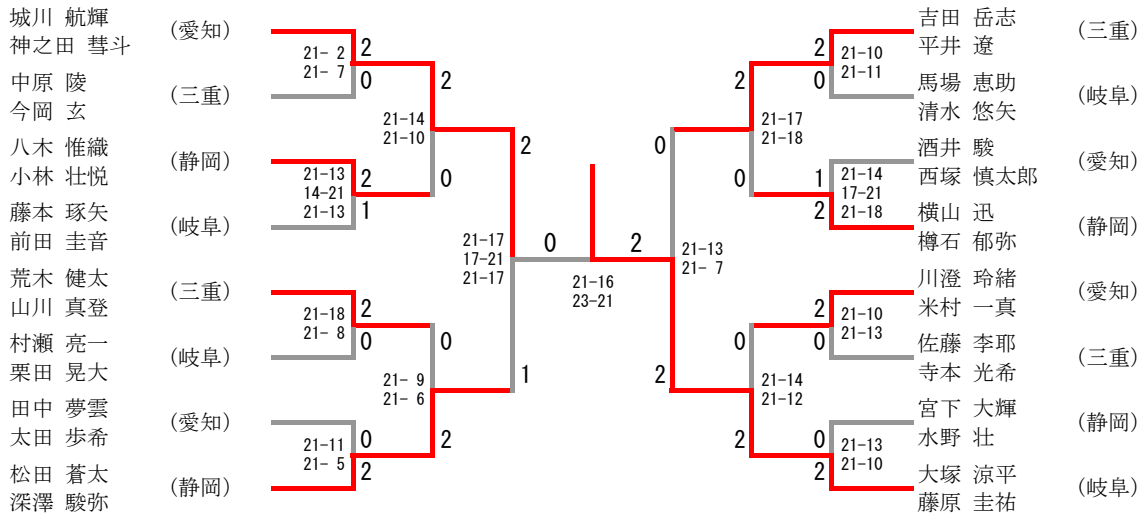 城川 航輝
神之田 彗斗
(愛知)
21- 2
21- 7
2
0
中原 陵
今岡 玄
(三重)
21-14
21-10
2
0
八木 惟織
小林 壮悦
(静岡)
21-13
14-21
21-13
2
1
藤本 琢矢
前田 圭音
(岐阜)
21-17
17-21
21-17
2
1
荒木 健太
山川 真登
(三重)
21-18
21- 8
2
0
村瀬 亮一
栗田 晃大
(岐阜)
21- 9
21- 6
0
2
田中 夢雲
太田 歩希
(愛知)
21-11
21- 5
0
2
松田 蒼太
深澤 駿弥
(静岡)
0
2
21-16
23-21
吉田 岳志
平井 遼
(三重)
2
0
21-10
21-11
馬場 恵助
清水 悠矢
(岐阜)
2
0
21-17
21-18
酒井 駿
西塚 慎太郎
(愛知)
1
2
21-14
17-21
21-18
横山 迅
樽石 郁弥
(静岡)
0
2
21-13
21- 7
川澄 玲緒
米村 一真
(愛知)
2
0
21-10
21-13
佐藤 李耶
寺本 光希
(三重)
0
2
21-14
21-12
宮下 大輝
水野 壮
(静岡)
0
2
21-13
21-10
大塚 涼平
藤原 圭祐
(岐阜)